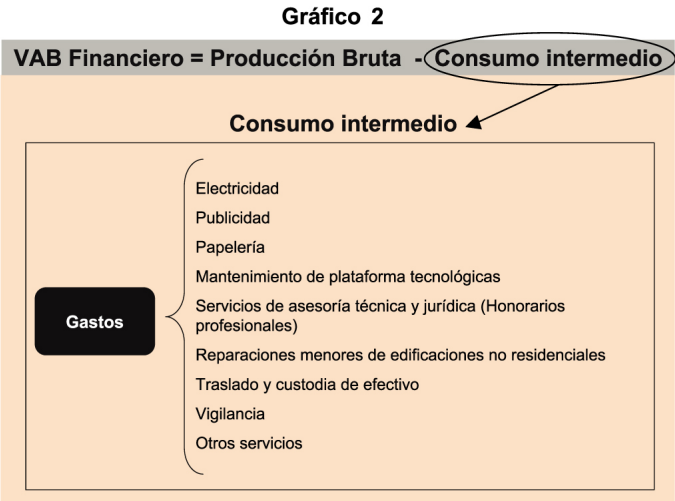 Gráfico 2
VAB Financiero = Producción Bruta - Consumo intermedio
Consumo intermedio
Gastos
Electricidad
Publicidad
Papelería
Mantenimiento de plataforma tecnológicas
Servicios de asesoría técnica y jurídica (Honorarios
profesionales)
Reparaciones menores de edificaciones no residenciales
Traslado y custodia de efectivo
Vigilancia
Otros servicios